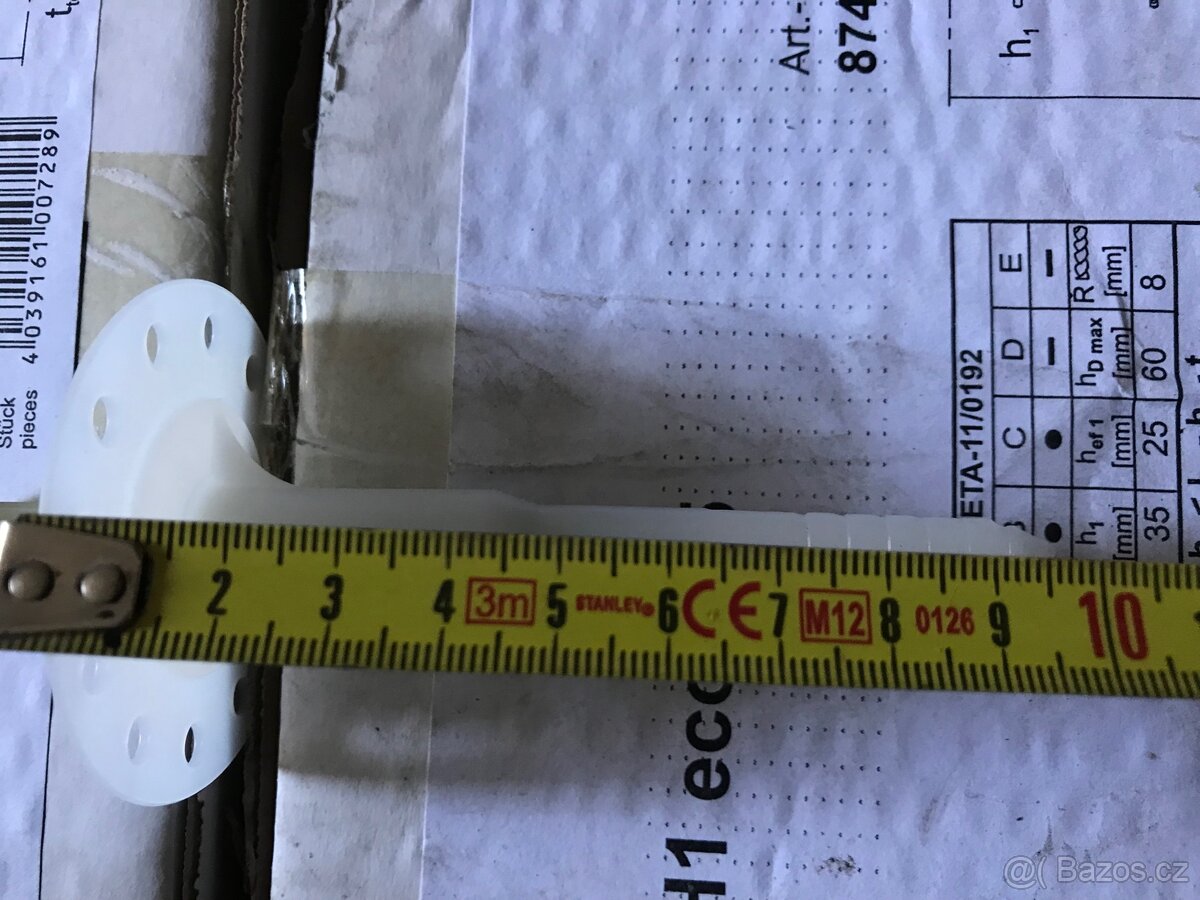 Stück
pieces
4 039161 007289
Art.-
874
h₁
ETA-11/0192
C D E
● ● — —
h₁ hef 1 hD max R
[mm] [mm] [mm] [mm]
35 25 60 8
2 3 4 3m 5 STANLEY® 6 CE 7 M12 8 0126 9 10
H1 eco
@( Bazos.cz